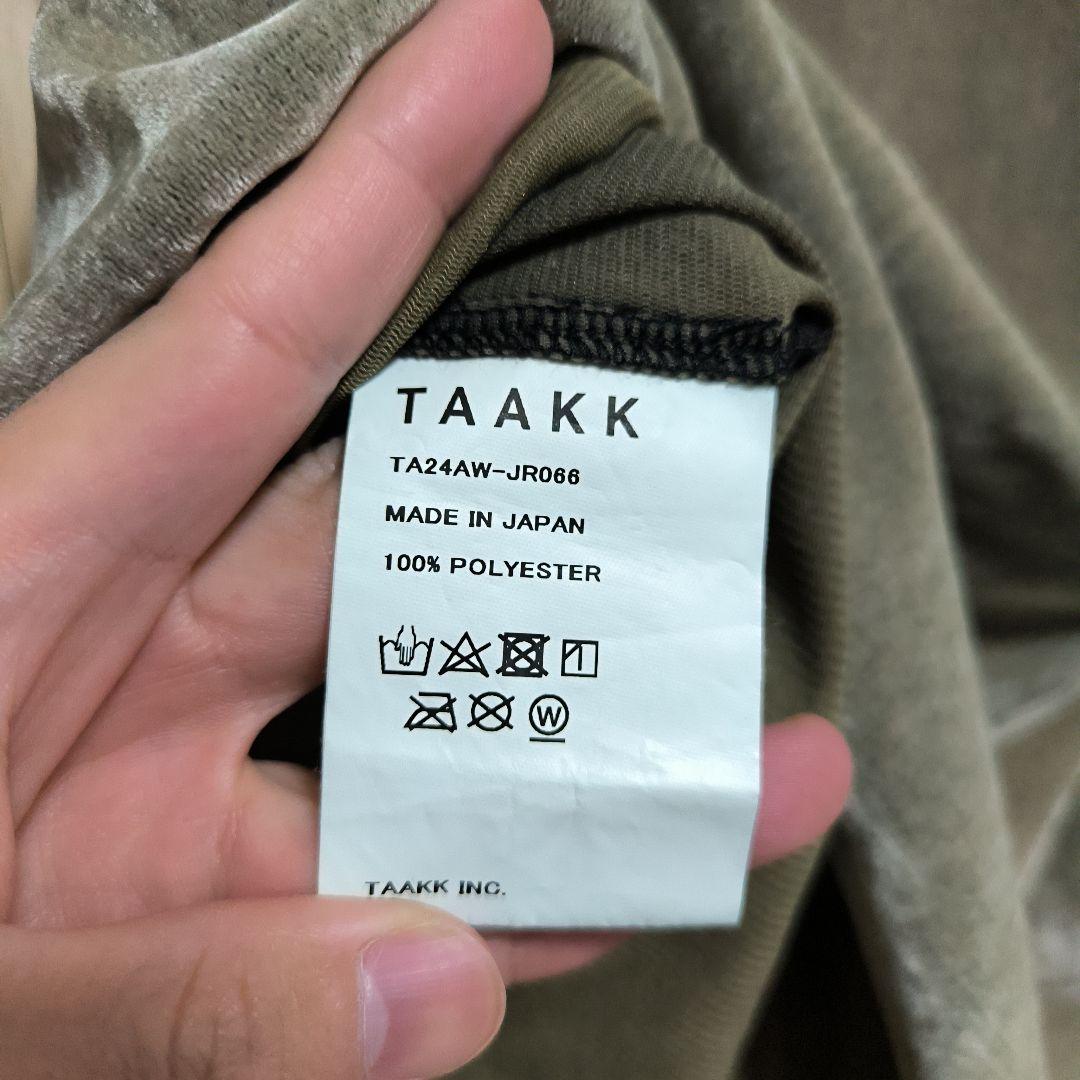 TAAKK
TA24AW-JR066
MADE IN JAPAN
100% POLYESTER
W
TAAKK INC.